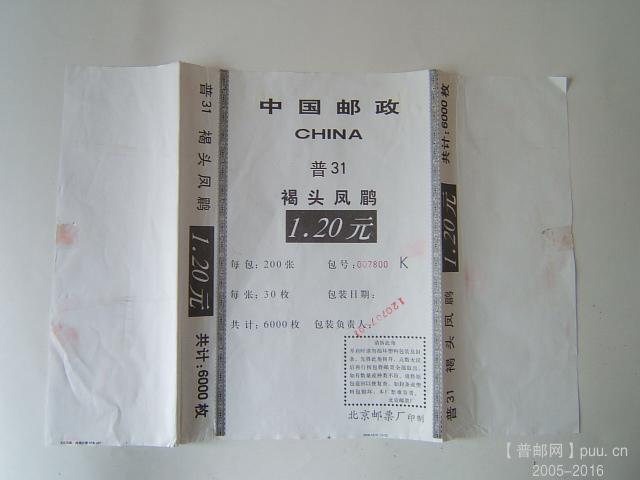 中国邮政
CHINA
普31
褐头凤鹛
1.20元
每包:200张 包号:007800 K
每张:30枚 包装日期:
共计:6000枚 包装负责人
北京邮票厂印制
普31 褐头凤鹛 1.20元 共计:6000枚
普31 褐头凤鹛 1.20元 共计:6000枚
【普邮网】puu.cn
2005-2016